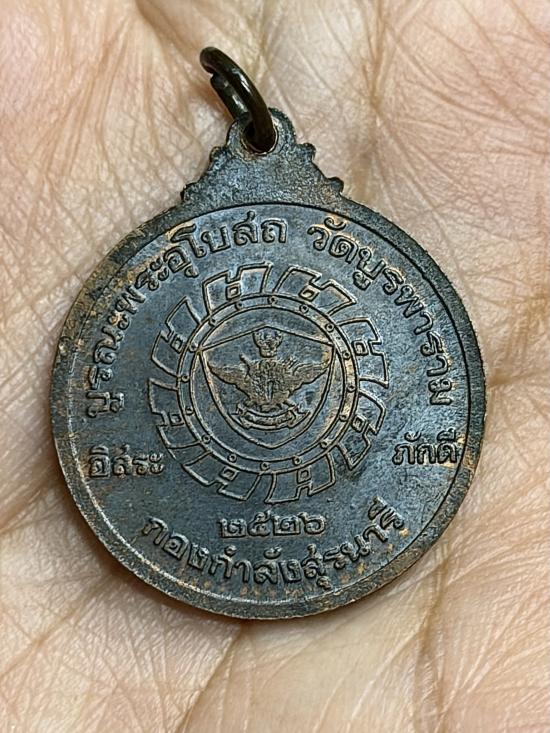 บูรณะพระอุโบสถ วัดบูรพาราม
อิสระ ภักดี
๒๕๒๖
กองกำลังสุรนารี